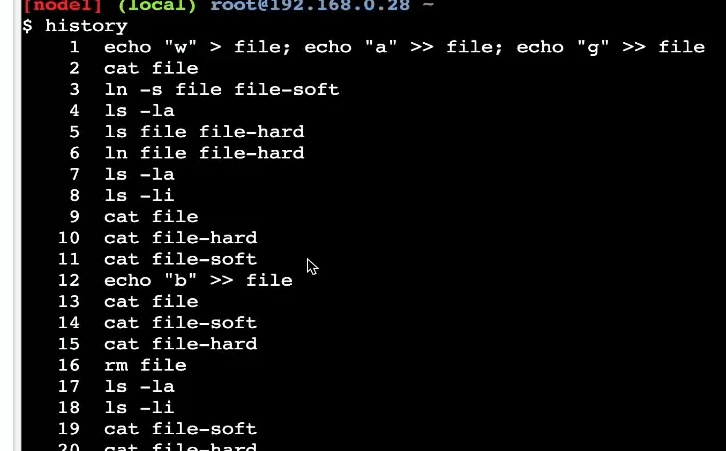 [node1] (local) root@192.168.0.28 ~
$ history
1 echo "w" > file; echo "a" >> file; echo "g" >> file
2 cat file
3 ln -s file file-soft
4 ls -la
5 ls file file-hard
6 ln file file-hard
7 ls -la
8 ls -li
9 cat file
10 cat file-hard
11 cat file-soft
12 echo "b" >> file
13 cat file
14 cat file-soft
15 cat file-hard
16 rm file
17 ls -la
18 ls -li
19 cat file-soft
20 cat file-hard